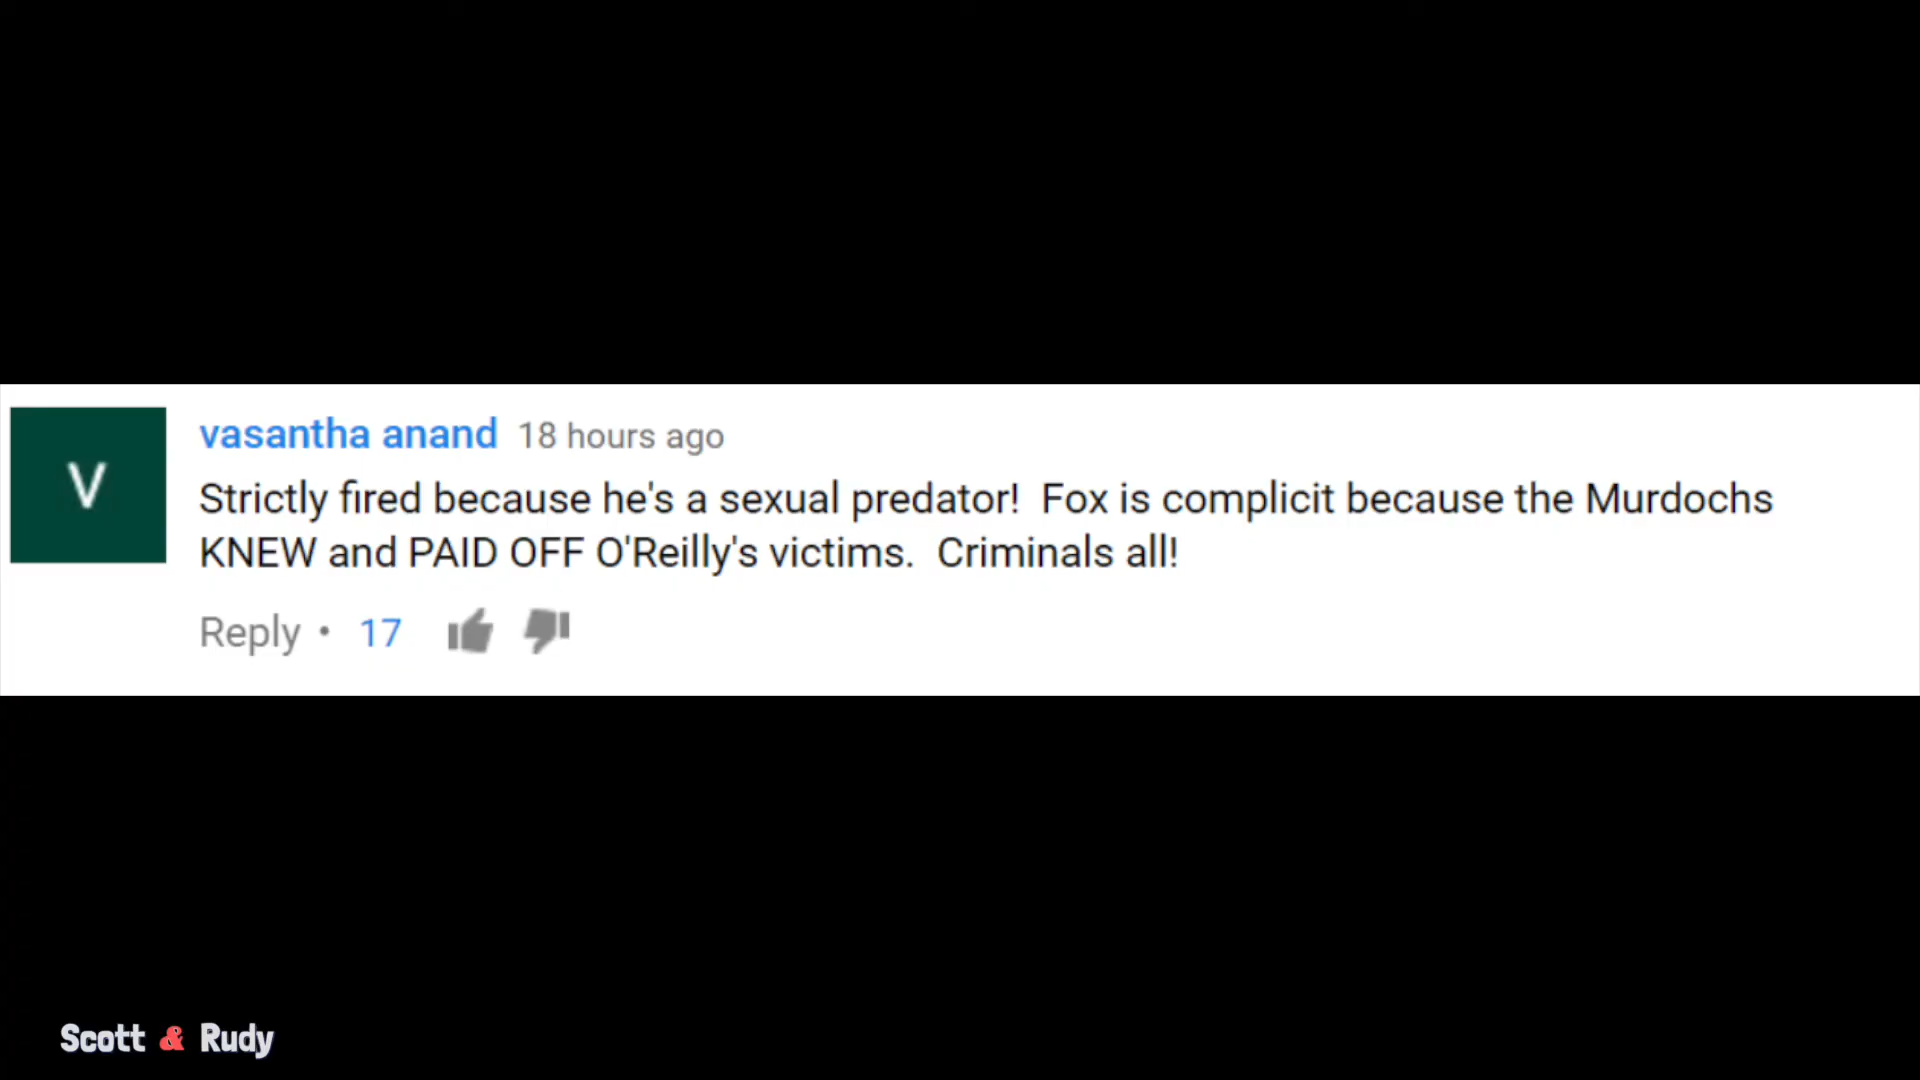 V
vasantha anand 18 hours ago
Strictly fired because he's a sexual predator!  Fox is complicit because the Murdochs
KNEW and PAID OFF O'Reilly's victims.  Criminals all!
Reply • 17
Scott & Rudy